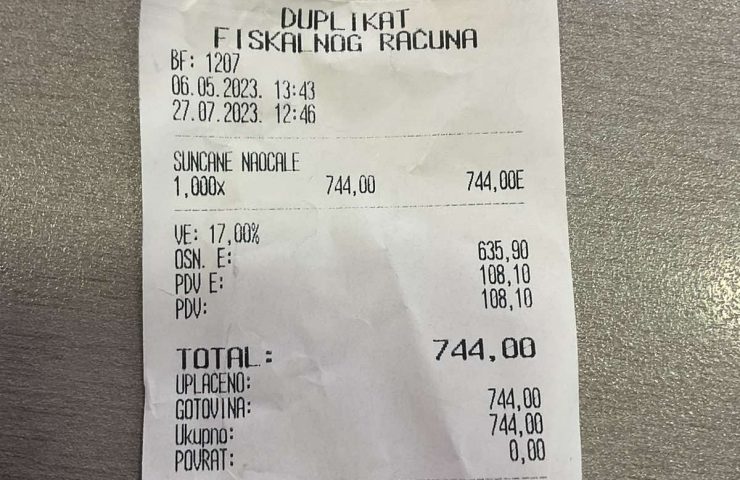 DUPLIKAT
FISKALNOG RAČUNA
BF: 1207
06.05.2023. 13:43
27.07.2023. 12:46
SUNCANE NAOCALE
1,000x 744,00 744,00E
VE: 17,00%
OSN. E: 635,90
PDV E: 108,10
PDV: 108,10
TOTAL: 744,00
UPLAĆENO:
GOTOVINA: 744,00
Ukupno: 744,00
POVRAT: 0,00